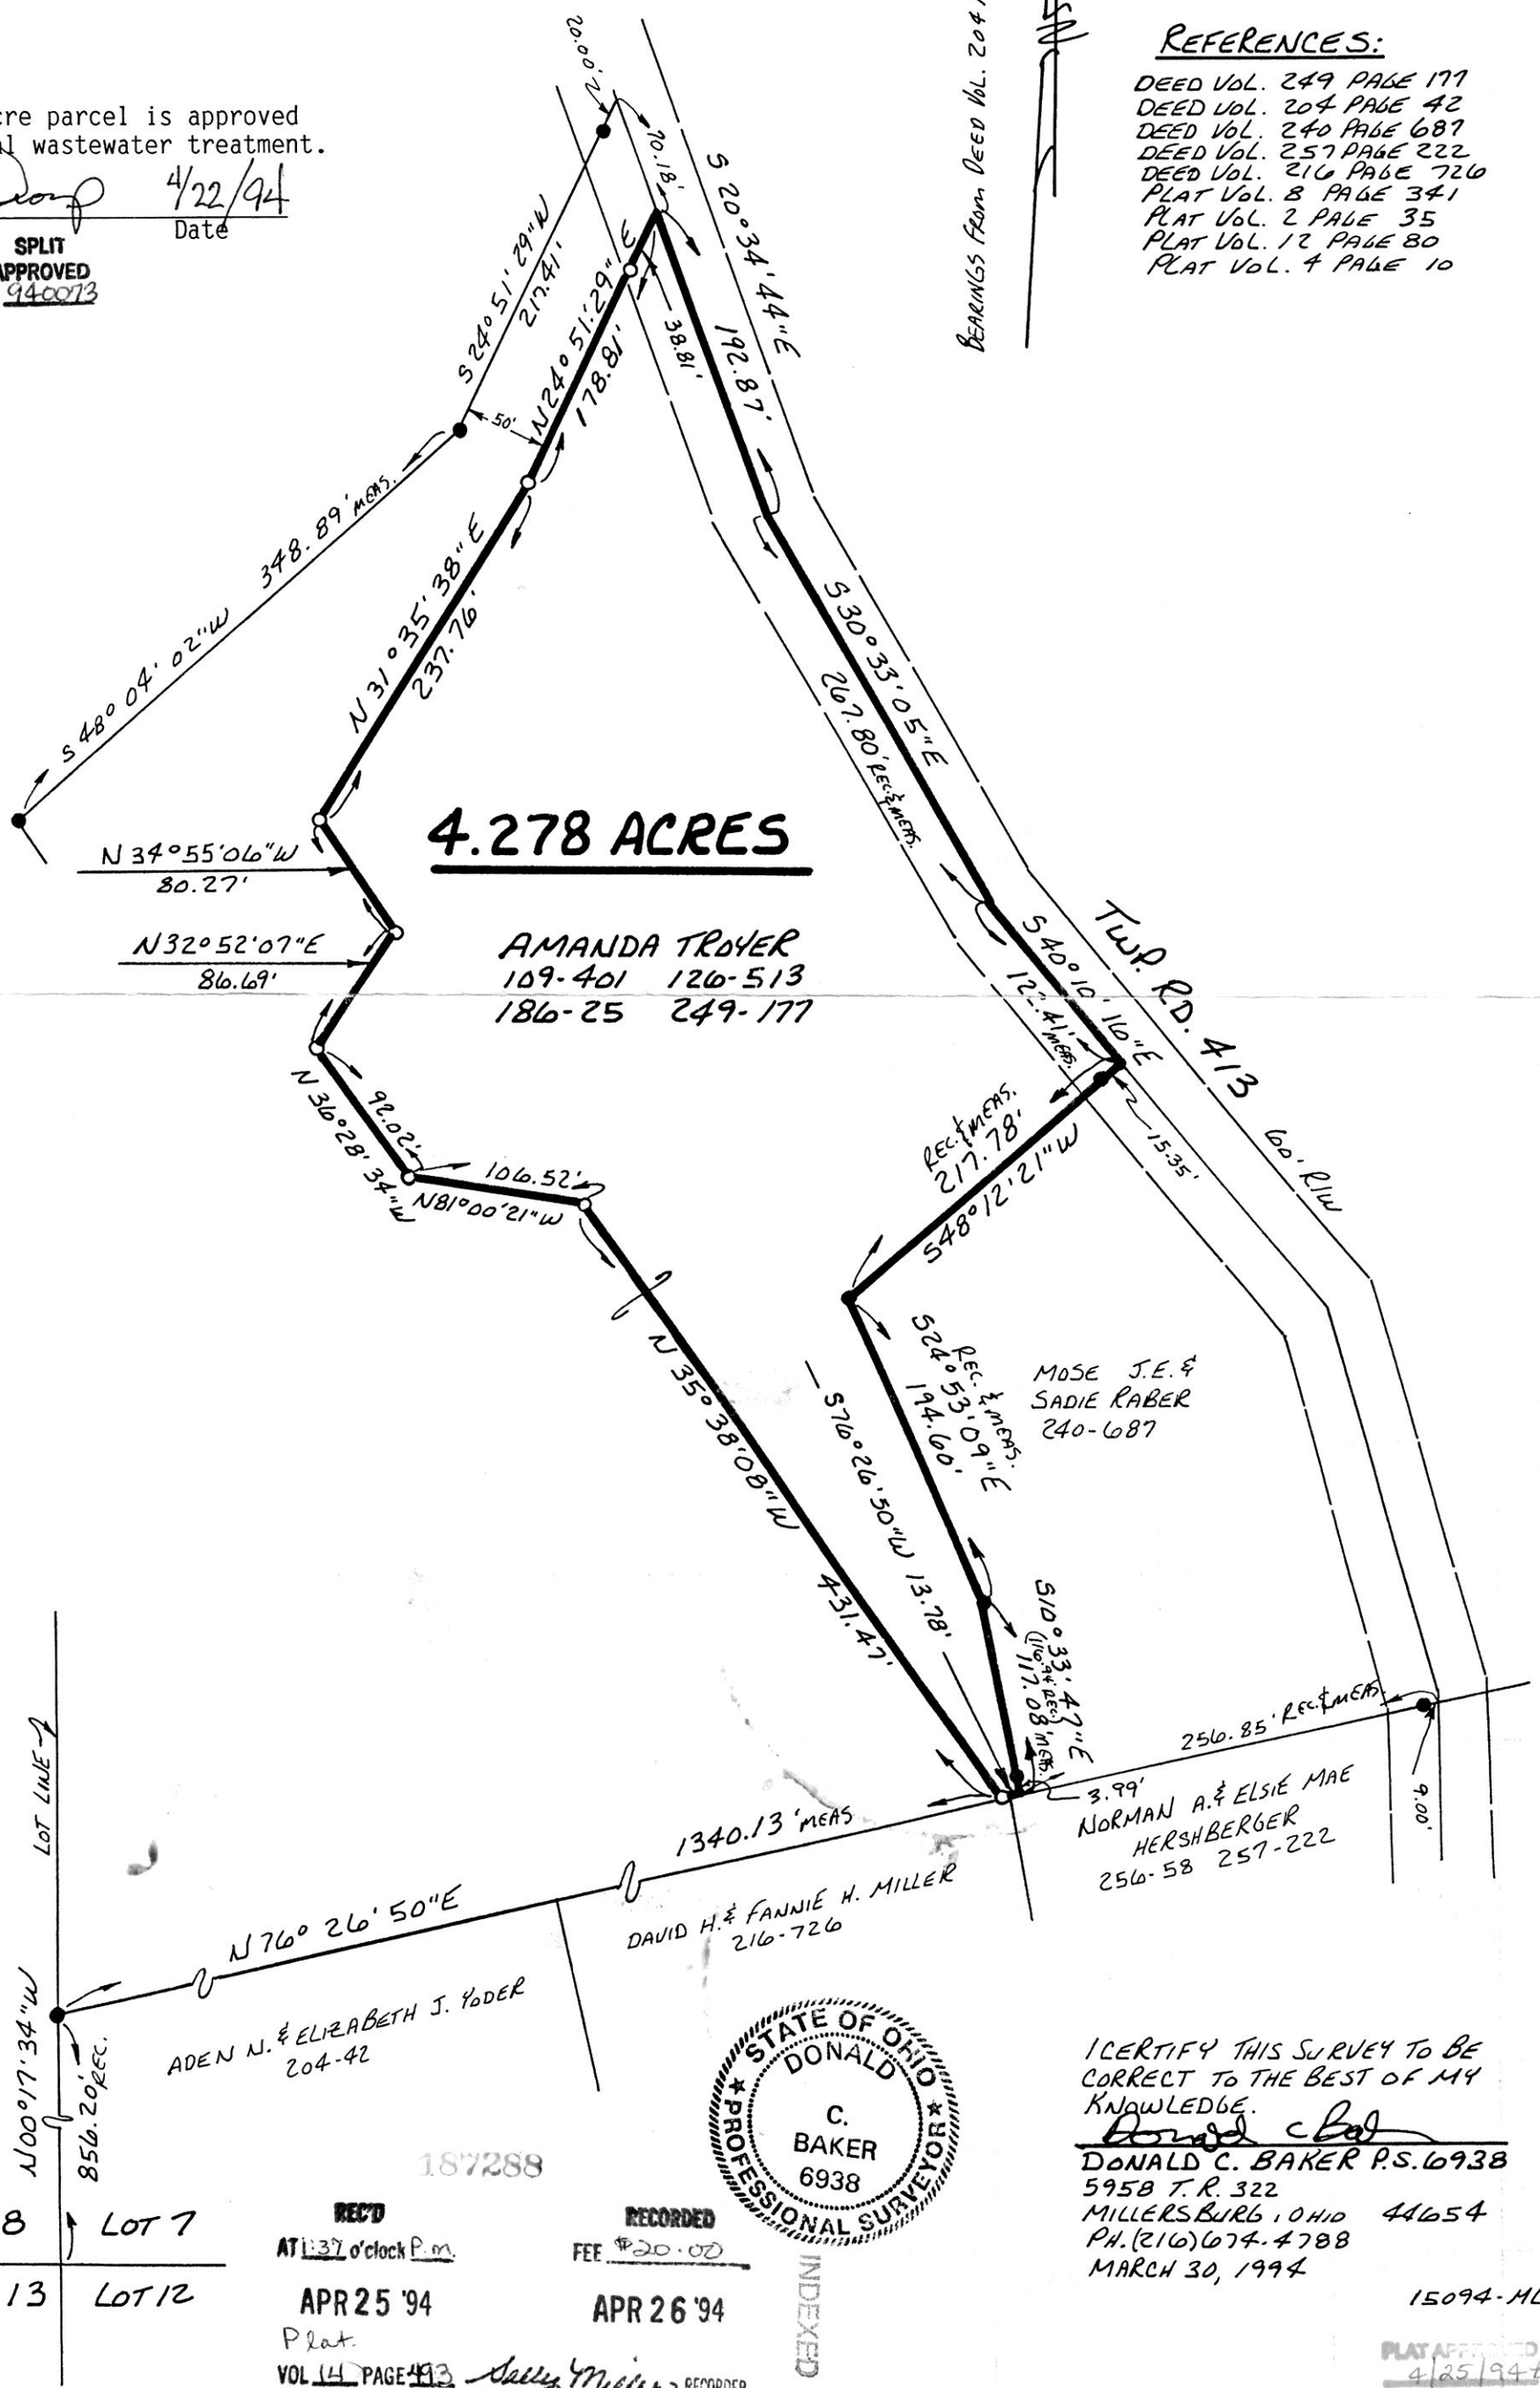 cre parcel is approved
wastewater treatment.
4/22/94
Date
SPLIT
APPROVED
940073
BEARINGS FROM DEED VOL. 204
REFERENCES:
DEED VOL. 249 PAGE 177
DEED VOL. 204 PAGE 42
DEED VOL. 240 PAGE 687
DEED VOL. 257 PAGE 222
DEED VOL. 216 PAGE 726
PLAT VOL. 8 PAGE 341
PLAT VOL. 2 PAGE 35
PLAT VOL. 12 PAGE 80
PLAT VOL. 4 PAGE 10
20.00'
70.18'
S 20° 34' 44" E
192.87'
S 24° 51' 29" W
217.41'
N 24° 51' 29" E
178.81'
38.81'
50'
348.89' MEAS.
S 48° 04' 02" W
N 31° 35' 38" E
237.76'
S 30° 33' 05" E
267.80' REC. & MEAS.
4.278 ACRES
N 34° 55' 06" W
80.27'
N 32° 52' 07" E
86.69'
AMANDA TROYER
109-401 126-513
186-25 249-177
S 40° 10' 16" E
122.41' MEAS.
TWP. RD. 413
60' R/W
15.35'
REC. & MEAS.
217.78'
S 48° 12' 21" W
N 36° 28' 34" W
92.02'
106.52'
N 81° 00' 21" W
REC. & MEAS.
S 24° 53' 09" E
194.60'
MOSE J.E. &
SADIE RABER
240-687
N 35° 38' 08" W
431.47'
S 76° 26' 50" W 13.78'
S 10° 33' 47" E
(116.94 REC.)
117.08' MEAS.
256.85' REC. & MEAS.
3.99'
9.00'
NORMAN A. & ELSIE MAE
HERSHBERGER
256-58 257-222
LOT LINE
1340.13' MEAS
N 76° 26' 50" E
DAVID H. & FANNIE H. MILLER
216-726
ADEN N. & ELIZABETH J. YODER
204-42
N 00° 17' 34" W
856.20' REC.
8 LOT 7
13 LOT 12
STATE OF OHIO
DONALD
C.
BAKER
6938
PROFESSIONAL SURVEYOR
I CERTIFY THIS SURVEY TO BE
CORRECT TO THE BEST OF MY
KNOWLEDGE.
Donald C Bak
DONALD C. BAKER P.S. 6938
5958 T.R. 322
MILLERSBURG, OHIO 44654
PH. (216) 674-4788
MARCH 30, 1994
15094-
187288
REC'D
AT 1:37 o'clock P.m.
APR 25 '94
Plat
VOL 14 PAGE 493 Sally Miller RECORDER
RECORDED
FEE $20.00
APR 26 '94
INDEXED
PLAT APPROVED
4/25/94